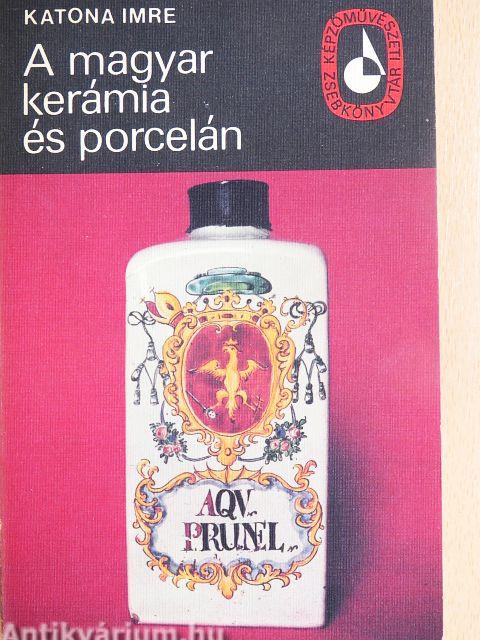 KATONA IMRE
A magyar
kerámia
és porcelán
KÉPZŐMŰVÉSZETI ZSEBKÖNYVTÁR
AQV.
PRUNEL.
Antikvárium.hu